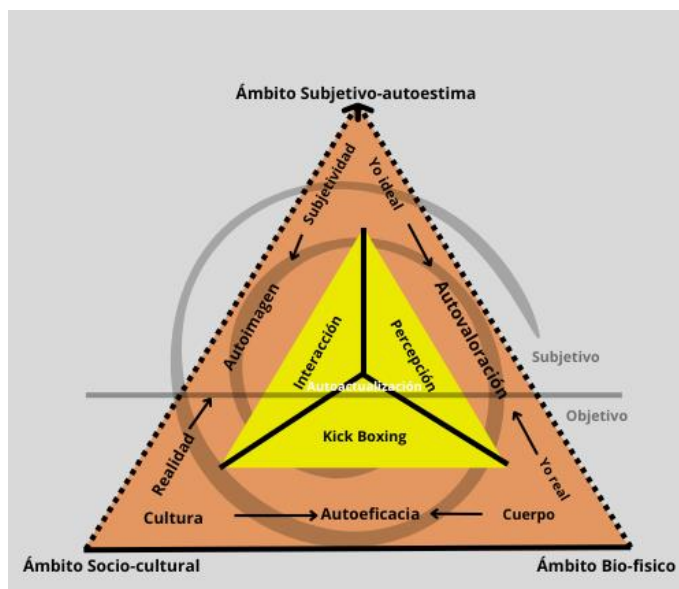 Ámbito Subjetivo-autoestima
Subjetividad
Yo ideal
Autoimagen
Autovaloración
Interacción
Percepción
Subjetivo
Autoactualización
Objetivo
Kick Boxing
Realidad
Yo real
Cultura
Autoeficacia
Cuerpo
Ámbito Socio-cultural
Ámbito Bio-fisico